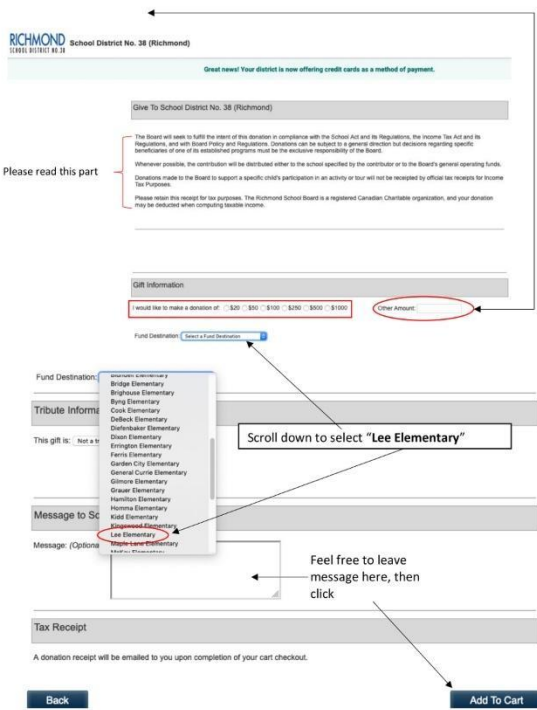 RICHMOND School District No. 38 (Richmond)
SCHOOL DISTRICT NO.38
Great news! Your district is now offering credit cards as a method of payment.
Give To School District No. 38 (Richmond)
The Board will seek to fulfill the intent of this donation in compliance with the School Act and its Regulations, the Income Tax Act and its
Regulations, and with Board Policy and Regulations. Donations can be subject to a general direction but decisions regarding specific
beneficiaries of one of its established programs must be the exclusive responsibility of the Board.
Please read this part
Whenever possible, the contribution will be distributed either to the school specified by the contributor or to the Board's general operating funds.
Donations made to the Board to support a specific child's participation in an activity or tour will not be receipted by official tax receipts for Income
Tax Purposes.
Please retain this receipt for tax purposes. The Richmond School Board is a registered Canadian Charitable organization, and your donation
may be deducted when computing taxable income.
Gift Information
I would like to make a donation of: $20 $50 $100 $250 $500 $1000 Other Amount:
Fund Destination: Select a Fund Destination
Fund Destination:
Bridge Elementary
Brighouse Elementary
Byng Elementary
Cook Elementary
DeBeck Elementary
Diefenbaker Elementary
Dixon Elementary
Errington Elementary
Ferris Elementary
Garden City Elementary
General Currie Elementary
Gilmore Elementary
Grauer Elementary
Hamilton Elementary
Homma Elementary
Kidd Elementary
Kingswood Elementary
Lee Elementary
Maple Lane Elementary
McKay Elementary
Tribute Informa
This gift is: Not a tr
Scroll down to select "Lee Elementary"
Message to Sc
Message: (Optiona
Feel free to leave
message here, then
click
Tax Receipt
A donation receipt will be emailed to you upon completion of your cart checkout.
Back
Add To Cart